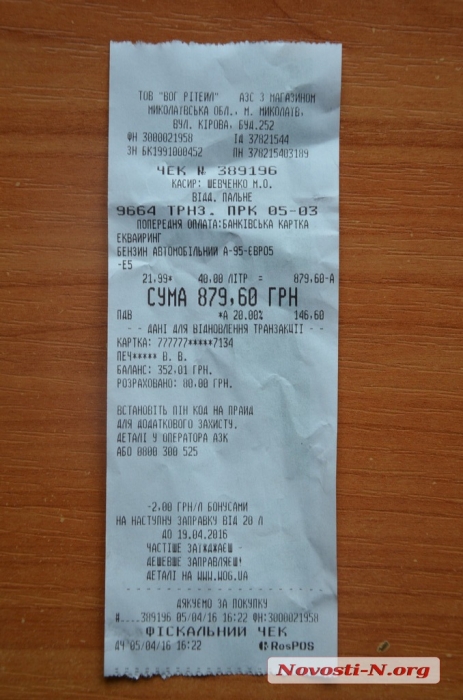 ТОВ "ВОГ РІТЕЙЛ" АЗС З МАГАЗИНОМ
МИКОЛАЇВСЬКА ОБЛ., М. МИКОЛАЇВ,
ВУЛ. КІРОВА, БУД.252
ФН 3000021958 ІД 37821544
ЗН БК1991000452 ПН 378215403189
ЧЕК № 389196
КАСИР: ШЕВЧЕНКО М.О.
ВІДД. ПАЛЬНЕ
9664 ТРНЗ. ПРК 05-03
ПОПЕРЕДНЯ ОПЛАТА:БАНКІВСЬКА КАРТКА
ЕКВАЙРИНГ
БЕНЗИН АВТОМОБІЛЬНИЙ А-95-ЄВРО5
-Е5
21,99* 40,00 ЛІТР = 879,60-А
СУМА 879,60 ГРН
ПДВ *А 20.00% 146,60
- - ДАНІ ДЛЯ ВІДНОВЛЕННЯ ТРАНЗАКЦІЇ - -
КАРТКА: 777777*****7134
ПЕЧ***** В. В.
БАЛАНС: 352.01 ГРН.
РОЗРАХОВАНО: 80.00 ГРН.
ВСТАНОВІТЬ ПІН КОД НА ПРАЙД
ДЛЯ ДОДАТКОВОГО ЗАХИСТУ.
ДЕТАЛІ У ОПЕРАТОРА АЗК
АБО 0800 300 525
-2,00 ГРН/Л БОНУСАМИ
НА НАСТУПНУ ЗАПРАВКУ ВІД 20 Л
ДО 19.04.2016
ЧАСТІШЕ ЗАЇЖДЖАЄШ -
ДЕШЕВШЕ ЗАПРАВЛЯЄШ!
ДЕТАЛІ НА WWW.WOG.UA
ДЯКУЄМО ЗА ПОКУПКУ
#....389196 05/04/16 16:22 ФН:3000021958
ФІСКАЛЬНИЙ ЧЕК
ДЧ 05/04/16 16:22 RosPOS
Novosti-N.org